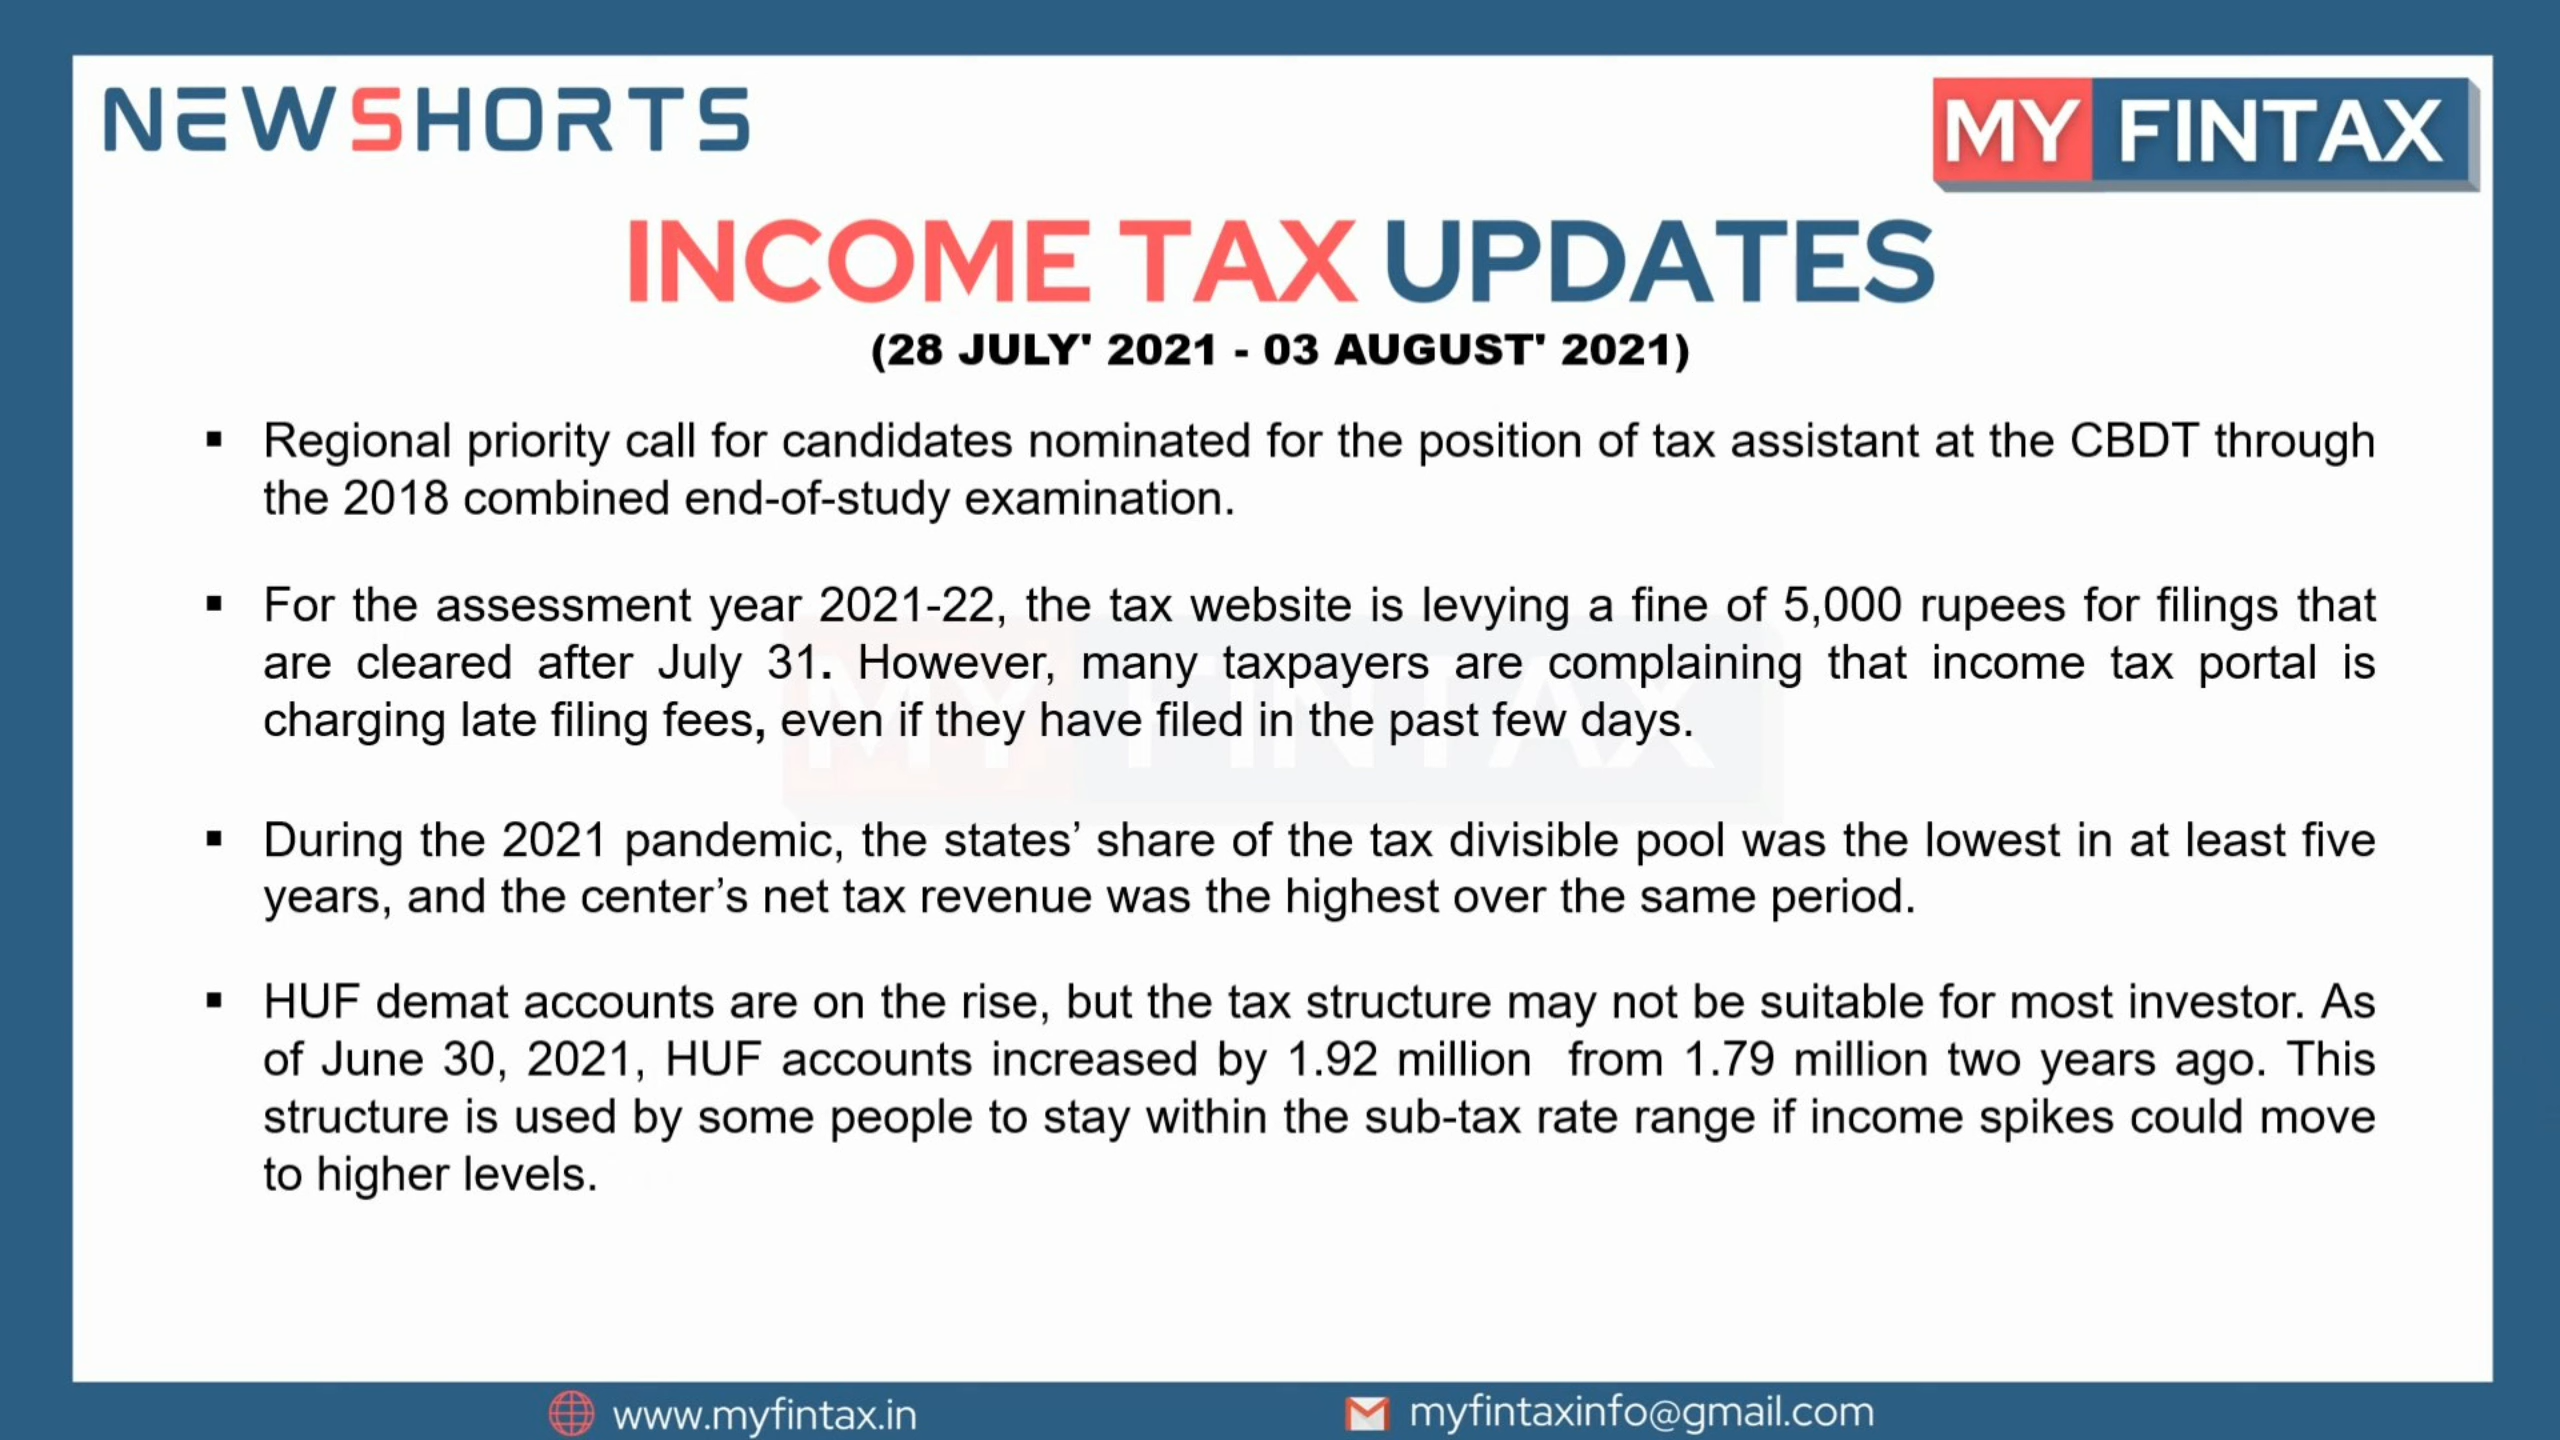 NEWSHORTS
MY FINTAX
INCOME TAX UPDATES
(28 JULY' 2021 - 03 AUGUST' 2021)
▪ Regional priority call for candidates nominated for the position of tax assistant at the CBDT through
the 2018 combined end-of-study examination.
▪ For the assessment year 2021-22, the tax website is levying a fine of 5,000 rupees for filings that
are cleared after July 31. However, many taxpayers are complaining that income tax portal is
charging late filing fees, even if they have filed in the past few days.
MY FINTAX
▪ During the 2021 pandemic, the states’ share of the tax divisible pool was the lowest in at least five
years, and the center’s net tax revenue was the highest over the same period.
▪ HUF demat accounts are on the rise, but the tax structure may not be suitable for most investor. As
of June 30, 2021, HUF accounts increased by 1.92 million from 1.79 million two years ago. This
structure is used by some people to stay within the sub-tax rate range if income spikes could move
to higher levels.
www.myfintax.in
myfintaxinfo@gmail.com